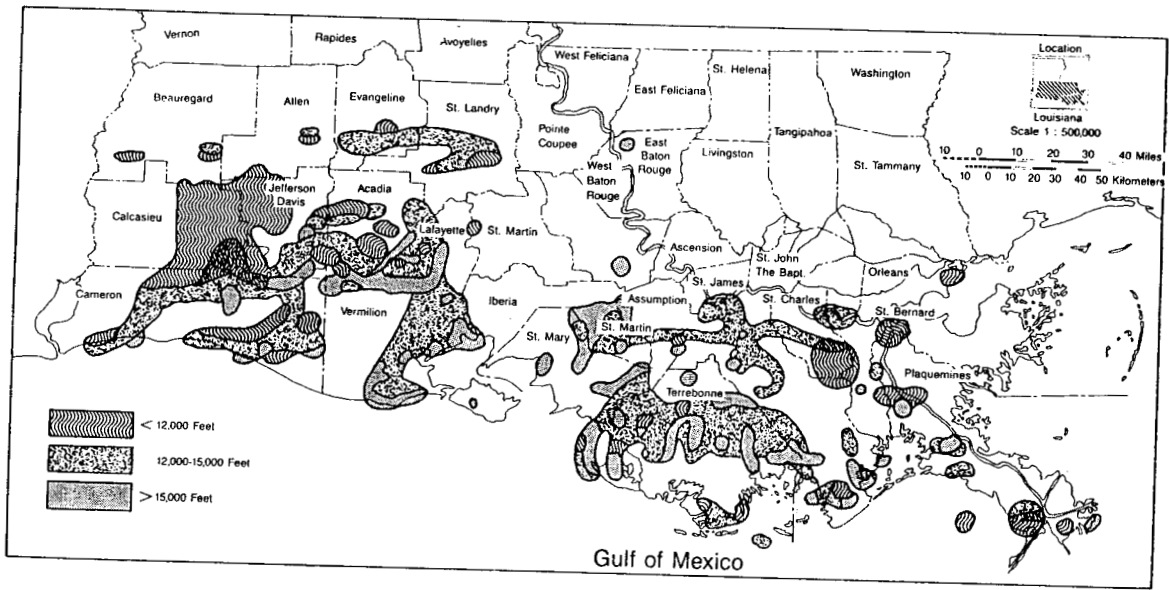 Vernon
Rapides
Avoyelles
West Feliciana
St. Helena
Washington
Location
Louisiana
Scale 1 : 500,000
10 0 10 20 30 40 Miles
10 0 10 20 30 40 50 Kilometers
Beauregard
Allen
Evangeline
St. Landry
East Feliciana
Pointe
Coupee
East
Baton
Rouge
Livingston
Tangipahoa
St. Tammany
West
Baton
Rouge
Calcasieu
Jefferson
Davis
Acadia
Lafayette
St. Martin
Ascension
St. John
The Bapt.
Orleans
Cameron
Vermilion
Iberia
Assumption
St. James
St. Charles
St. Bernard
St. Mary
St. Martin
Plaquemines
Terrebonne
< 12,000 Feet
12,000-15,000 Feet
> 15,000 Feet
Gulf of Mexico